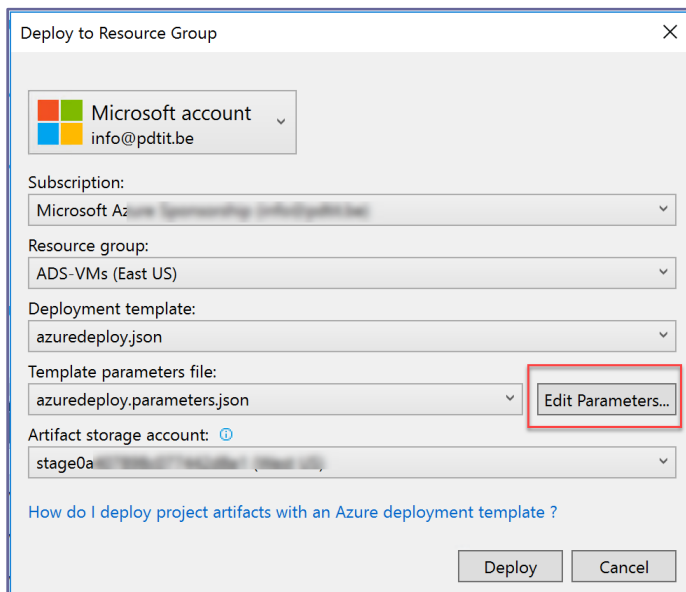 Deploy to Resource Group
Microsoft account
info@pdtit.be
Subscription:
Microsoft Az
Resource group:
ADS-VMs (East US)
Deployment template:
azuredeploy.json
Template parameters file:
azuredeploy.parameters.json
Edit Parameters...
Artifact storage account:
stage0a
How do I deploy project artifacts with an Azure deployment template ?
Deploy
Cancel